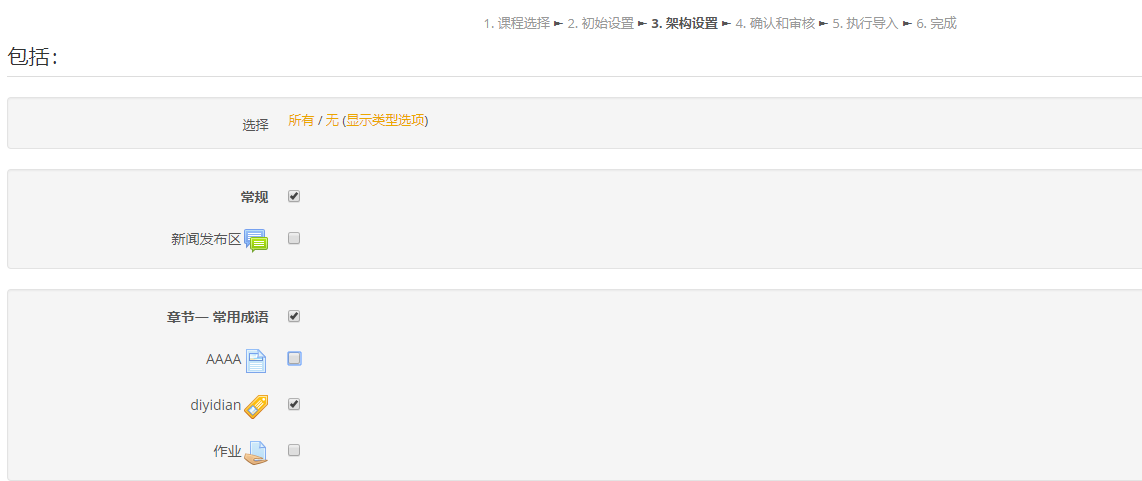 1. 课程选择 ► 2. 初始设置 ► 3. 架构设置 ► 4. 确认和审核 ► 5. 执行导入 ► 6. 完成
包括：
选择 所有 / 无 (显示类型选项)
常规
新闻发布区
章节一 常用成语
AAAA
diyidian
作业